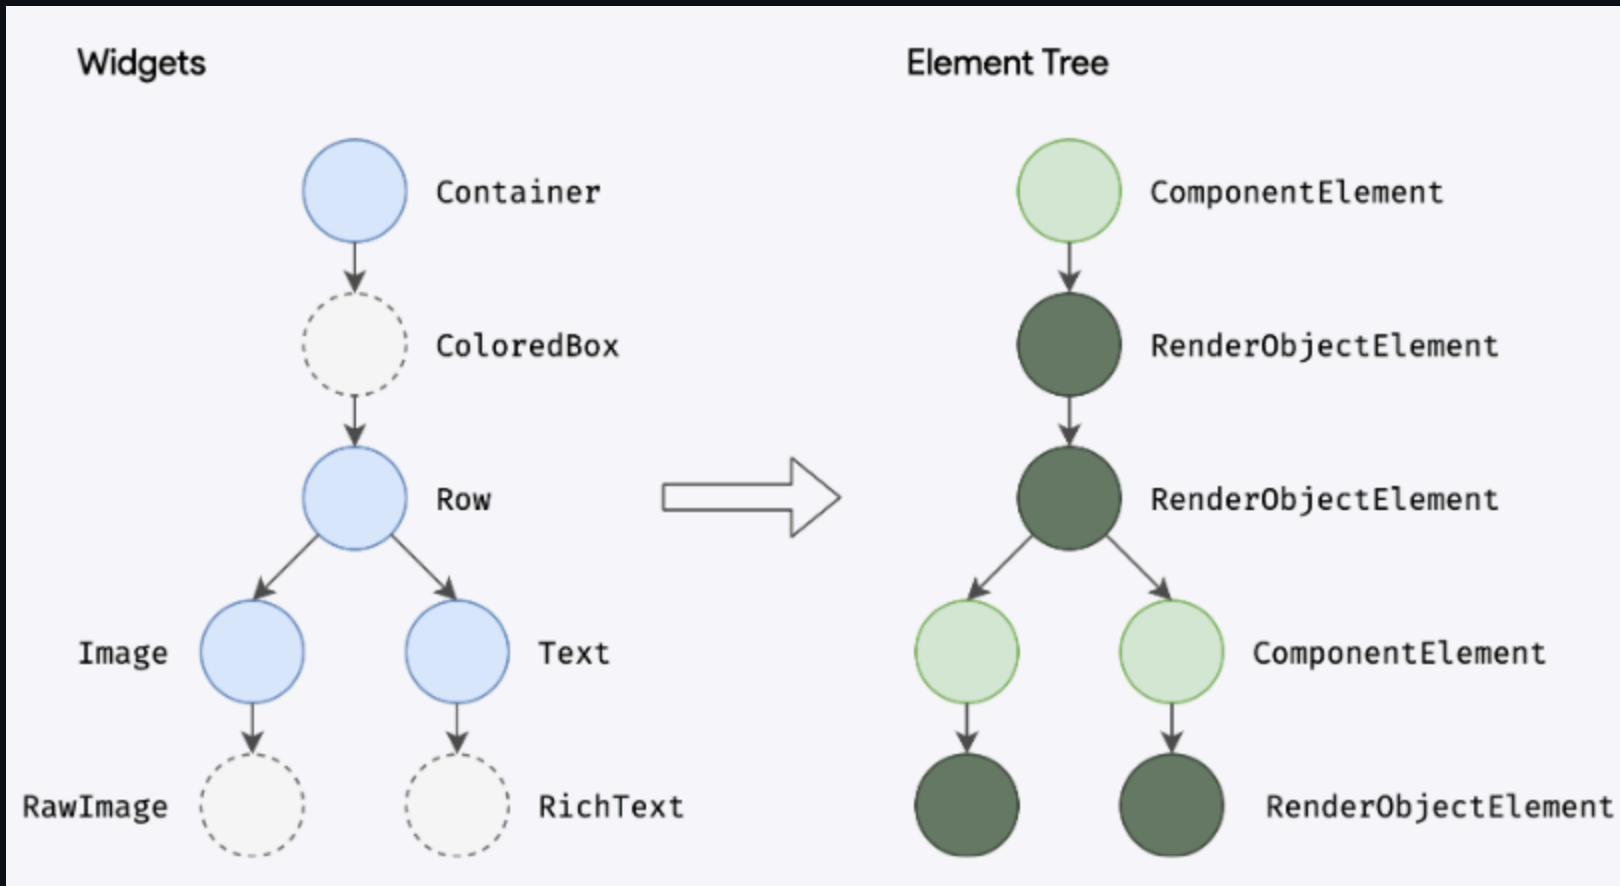 Widgets
Element Tree
Container
ComponentElement
ColoredBox
RenderObjectElement
Row
RenderObjectElement
Image
Text
ComponentElement
RawImage
RichText
RenderObjectElement